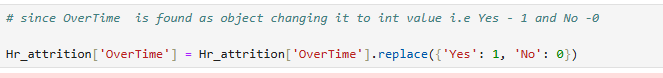 # since OverTime  is found as object changing it to int value i.e Yes - 1 and No -0
Hr_attrition['OverTime'] = Hr_attrition['OverTime'].replace({'Yes': 1, 'No': 0})